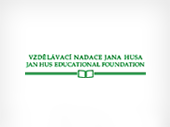 VZDĚLÁVACÍ NADACE JANA HUSA
JAN HUS EDUCATIONAL FOUNDATION